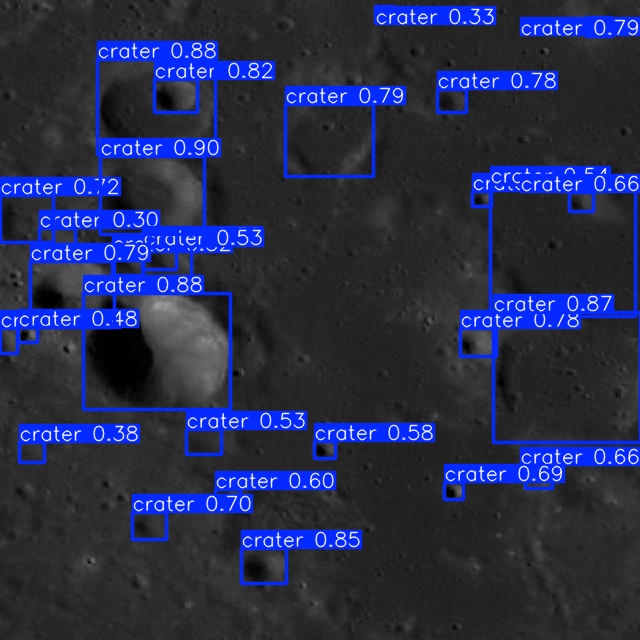 crater 0.33
crater 0.79
crater 0.88
crater 0.82
crater 0.78
crater 0.79
crater 0.90
crater 0.54
crater 0.66
crater 0.72
crater 0.30
crater 0.53
crater 0.79
crater 0.88
crater 0.87
crater 0.48
crater 0.78
crater 0.53
crater 0.38
crater 0.58
crater 0.66
crater 0.69
crater 0.60
crater 0.70
crater 0.85